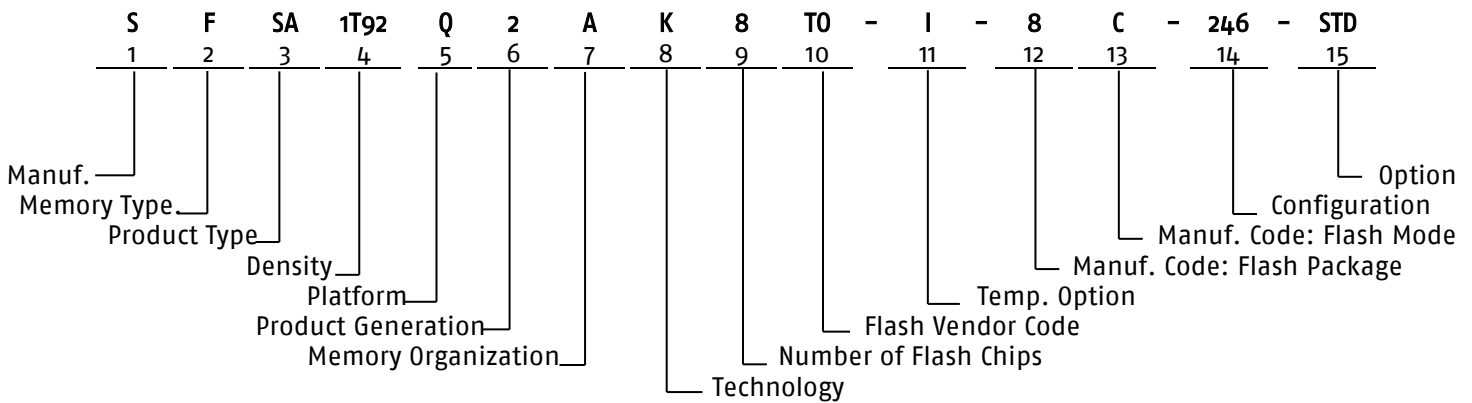 S F SA 1T92 Q 2 A K 8 TO - I - 8 C - 246 - STD
1 2 3 4 5 6 7 8 9 10 11 12 13 14 15
Manuf. Option
Memory Type. Configuration
Product Type Manuf. Code: Flash Mode
Density Manuf. Code: Flash Package
Platform Temp. Option
Product Generation Flash Vendor Code
Memory Organization Number of Flash Chips
Technology